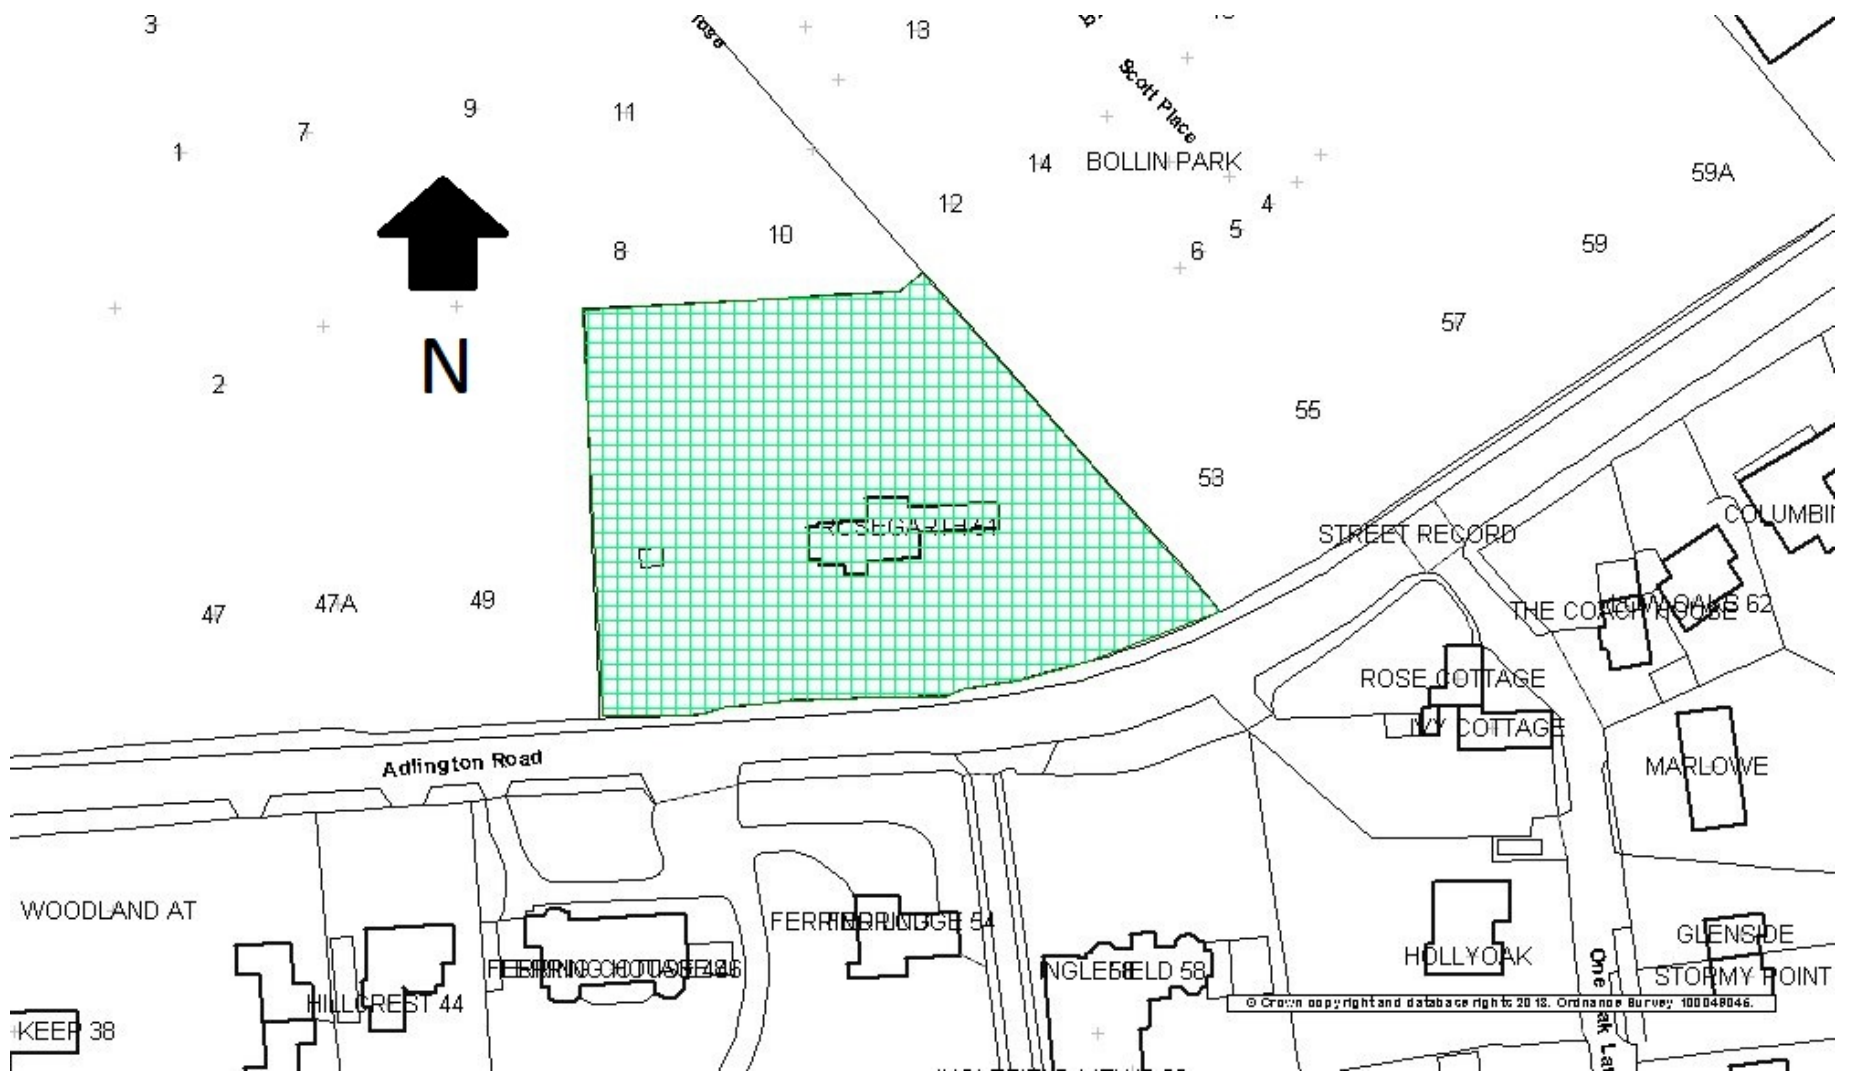 3
13
9
11
Scott Place
7
1
14
BOLLIN PARK
59A
12
4
5
10
8
6
59
57
N
2
55
53
STREET RECORD
47
47A
49
THE COACH HOUSE
62
ROSE COTTAGE
IVY COTTAGE
Adlington Road
MARLOWE
WOODLAND AT
54
HOLLYOAK
GLENSIDE
STORMY POINT
58
HILLCREST 44
One
© Crown copyright and database rights 2018. Ordnance Survey 100049046.
KEEP 38